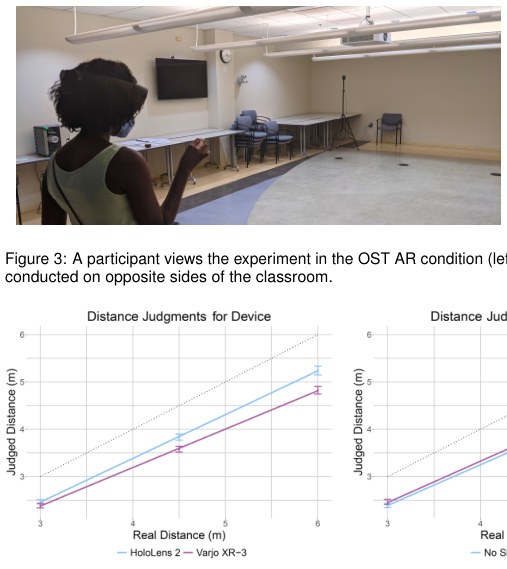 Figure 3: A participant views the experiment in the OST AR condition (lef
conducted on opposite sides of the classroom.
Distance Judgments for Device
6
5
4
3
Judged Distance (m)
3
4
5
6
Real Distance (m)
HoloLens 2
Varjo XR−3
Distance Jud
6
5
4
3
Judged Distance (m)
3
4
Real
No S